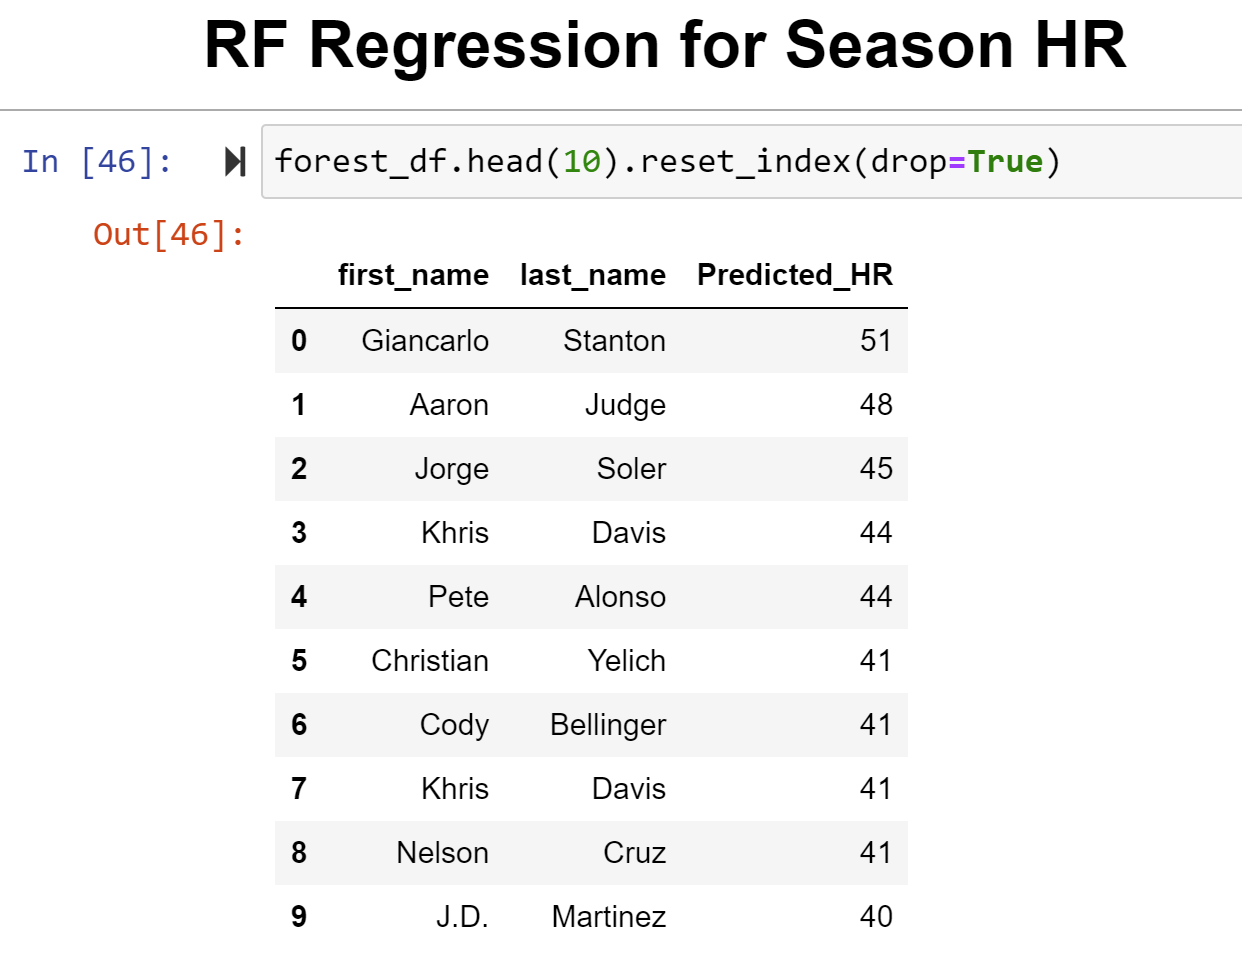 RF Regression for Season HR
In [46]: forest_df.head(10).reset_index(drop=True)
Out[46]:
first_name last_name Predicted_HR
0 Giancarlo Stanton 51
1 Aaron Judge 48
2 Jorge Soler 45
3 Khris Davis 44
4 Pete Alonso 44
5 Christian Yelich 41
6 Cody Bellinger 41
7 Khris Davis 41
8 Nelson Cruz 41
9 J.D. Martinez 40